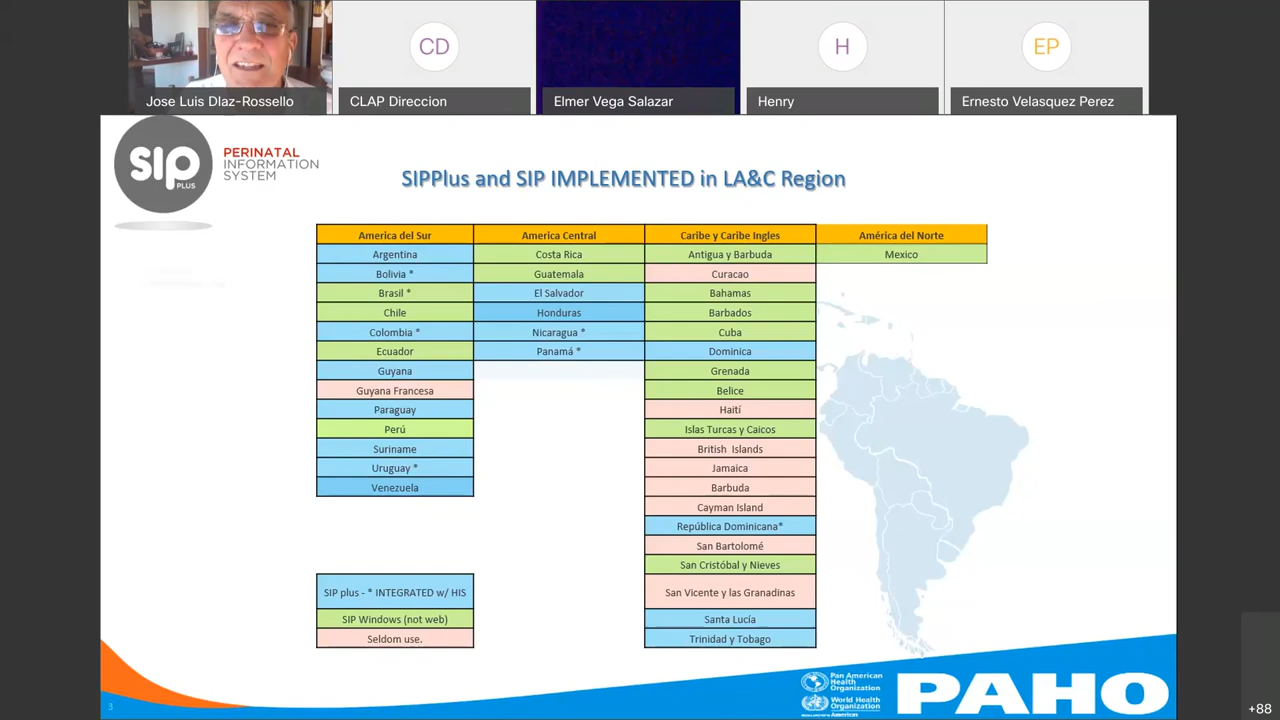 CD
H
EP
Jose Luis DIaz-Rossello
CLAP Direccion
Elmer Vega Salazar
Henry
Ernesto Velasquez Perez
sip
PLUS
PERINATAL
INFORMATION
SYSTEM
SIPPlus and SIP IMPLEMENTED in LA&C Region
America del Sur
America Central
Caribe y Caribe Ingles
América del Norte
Argentina
Costa Rica
Antigua y Barbuda
Mexico
Bolivia *
Guatemala
Curacao
Brasil *
El Salvador
Bahamas
Chile
Honduras
Barbados
Colombia *
Nicaragua *
Cuba
Ecuador
Panamá *
Dominica
Guyana
Grenada
Guyana Francesa
Belice
Paraguay
Haití
Perú
Islas Turcas y Caicos
Suriname
British Islands
Uruguay *
Jamaica
Venezuela
Barbuda
Cayman Island
República Dominicana*
San Bartolomé
San Cristóbal y Nieves
SIP plus - * INTEGRATED w/ HIS
San Vicente y las Granadinas
SIP Windows (not web)
Santa Lucía
Seldom use.
Trinidad y Tobago
Pan American
Health
Organization
World Health
Organization
Americas
PAHO
3
+88